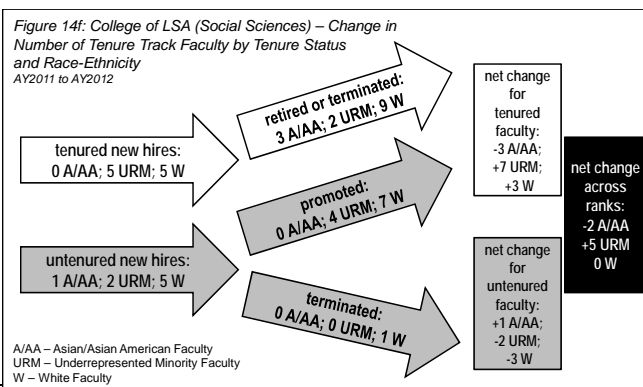 Figure 14f: College of LSA (Social Sciences) – Change in
Number of Tenure Track Faculty by Tenure Status
and Race-Ethnicity
AY2011 to AY2012
tenured new hires:
0 A/AA; 5 URM; 5 W
retired or terminated:
3 A/AA; 2 URM; 9 W
net change
for
tenured
faculty:
-3 A/AA;
+7 URM;
+3 W
untenured new hires:
1 A/AA; 2 URM; 5 W
promoted:
0 A/AA; 4 URM; 7 W
terminated:
0 A/AA; 0 URM; 1 W
net change
for
untenured
faculty:
+1 A/AA;
-2 URM;
-3 W
net change
across
ranks:
-2 A/AA
+5 URM
0 W
A/AA – Asian/Asian American Faculty
URM – Underrepresented Minority Faculty
W – White Faculty